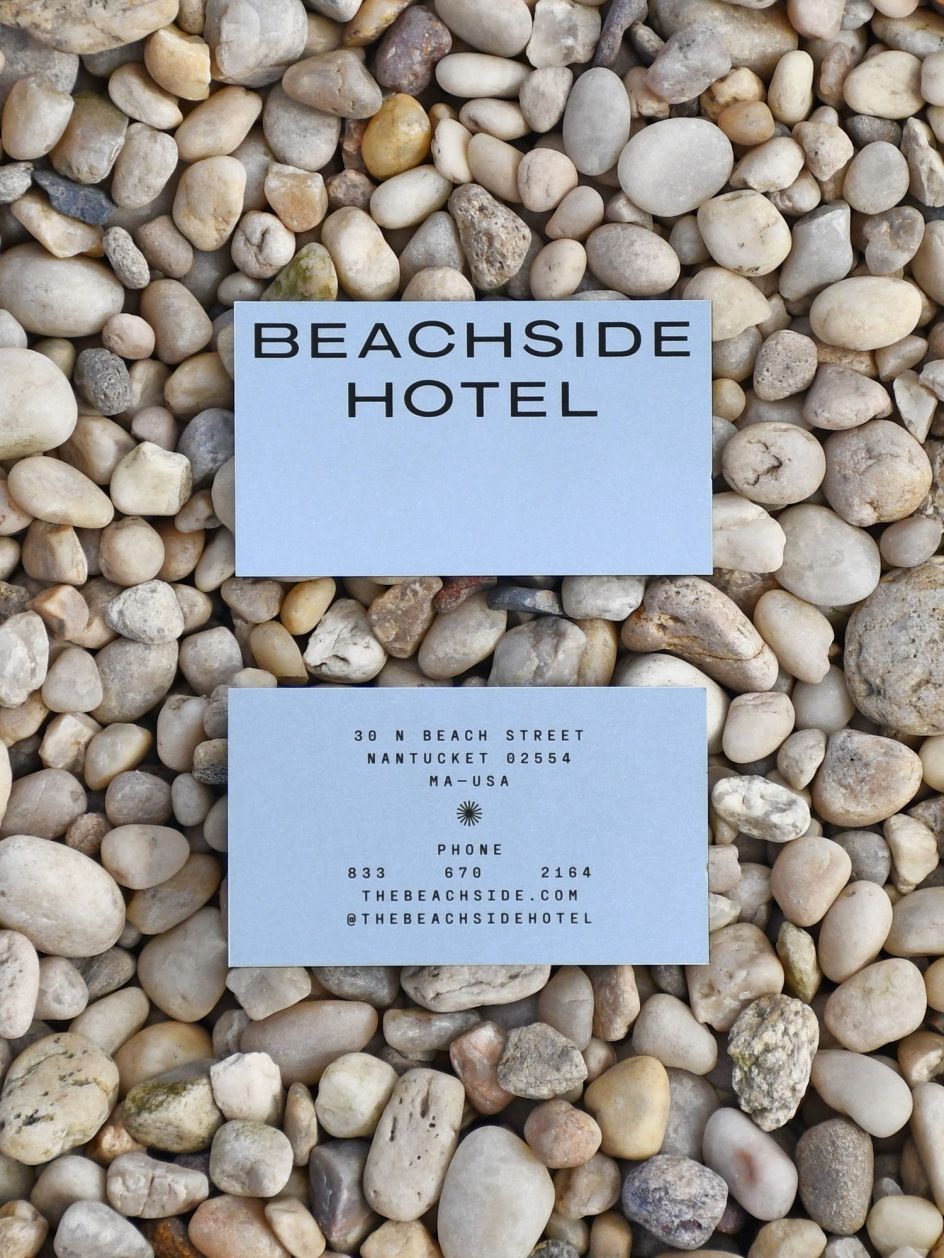 BEACHSIDE
HOTEL
30 N BEACH STREET
NANTUCKET 02554
MA—USA
PHONE
833 670 2164
THEBEACHSIDE.COM
@THEBEACHSIDEHOTEL